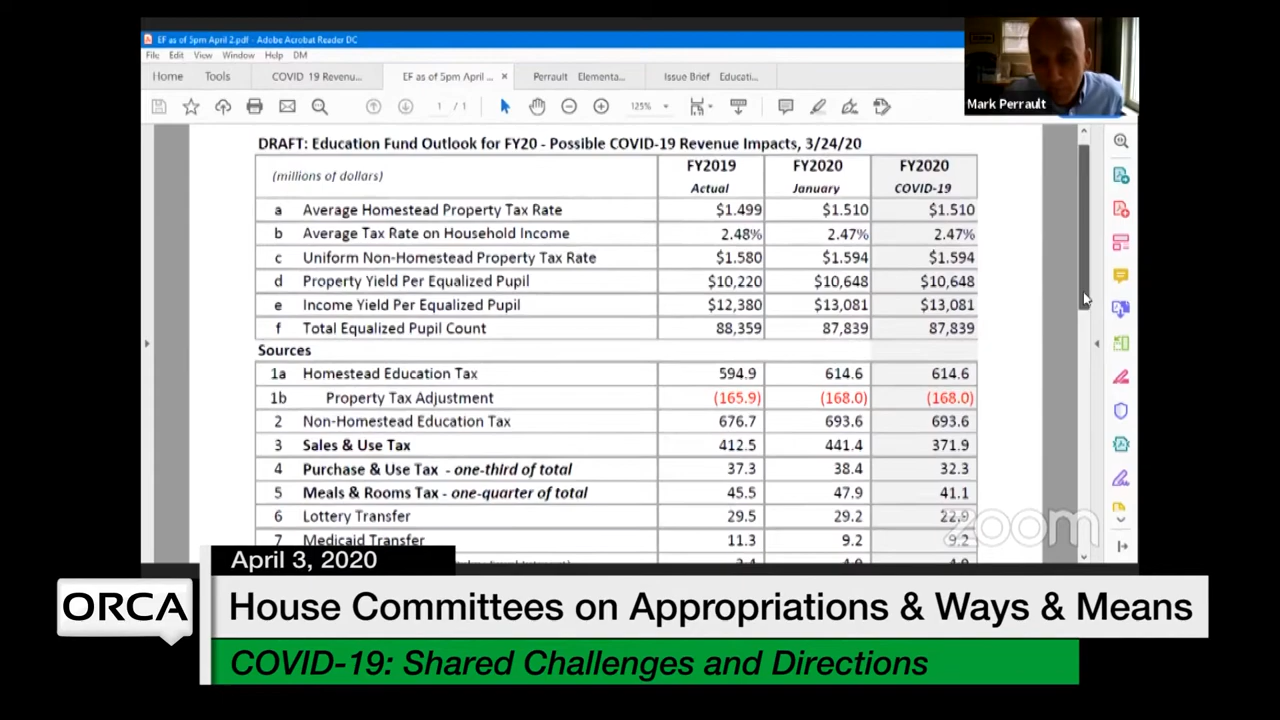 EF as of 5pm April 2.pdf - Adobe Acrobat Reader DC
File Edit View Window Help DM
Home Tools COVID 19 Revenu... EF as of 5pm April ... × Perrault Elementa... Issue Brief Educati...
1 / 1 125%
Mark Perrault
DRAFT: Education Fund Outlook for FY20 - Possible COVID-19 Revenue Impacts, 3/24/20
(millions of dollars) FY2019 Actual FY2020 January FY2020 COVID-19
a Average Homestead Property Tax Rate $1.499 $1.510 $1.510
b Average Tax Rate on Household Income 2.48% 2.47% 2.47%
c Uniform Non-Homestead Property Tax Rate $1.580 $1.594 $1.594
d Property Yield Per Equalized Pupil $10,220 $10,648 $10,648
e Income Yield Per Equalized Pupil $12,380 $13,081 $13,081
f Total Equalized Pupil Count 88,359 87,839 87,839
Sources
1a Homestead Education Tax 594.9 614.6 614.6
1b Property Tax Adjustment (165.9) (168.0) (168.0)
2 Non-Homestead Education Tax 676.7 693.6 693.6
3 Sales & Use Tax 412.5 441.4 371.9
4 Purchase & Use Tax - one-third of total 37.3 38.4 32.3
5 Meals & Rooms Tax - one-quarter of total 45.5 47.9 41.1
6 Lottery Transfer 29.5 29.2 22.9
7 Medicaid Transfer 11.3 9.2 9.2
zoom
April 3, 2020
ORCA
House Committees on Appropriations & Ways & Means
COVID-19: Shared Challenges and Directions